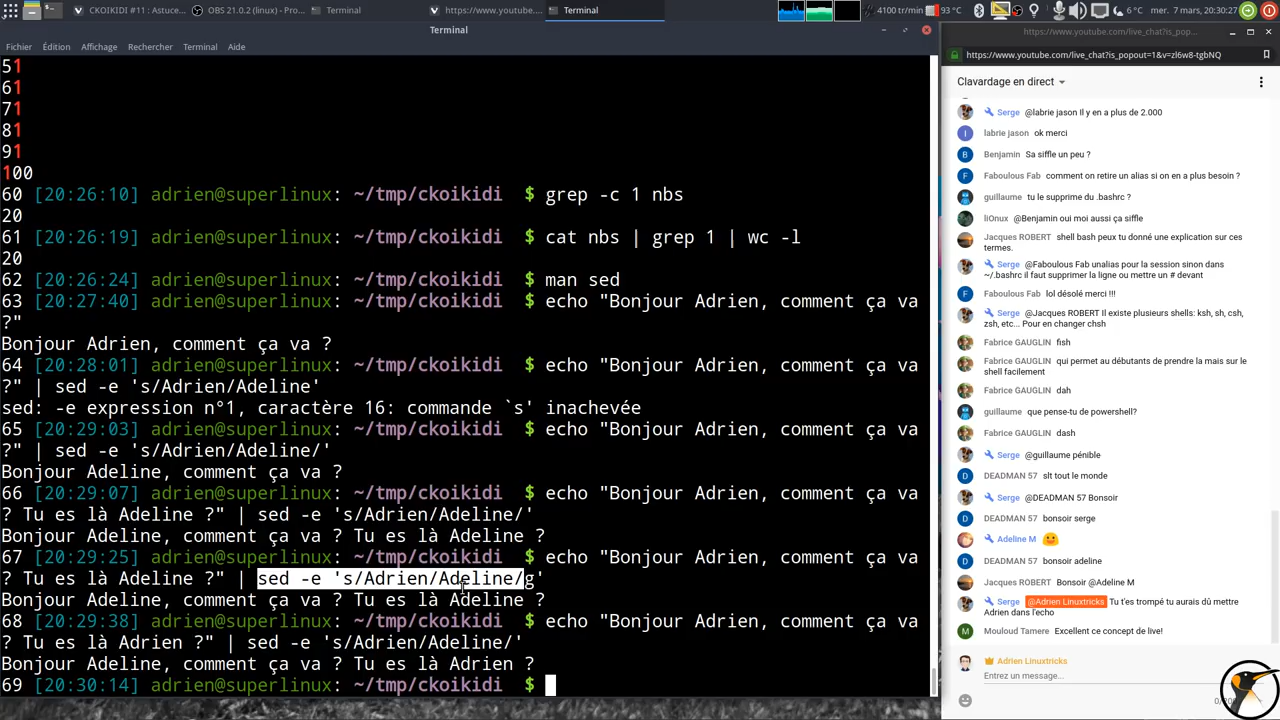 CKOIKIDI #11 : Astuce...
OBS 21.0.2 (linux) - Pro...
Terminal
https://www.youtube....
Terminal
4100 tr/min
93 °C
6 °C
mer. 7 mars, 20:30:27
Terminal
Fichier Édition Affichage Rechercher Terminal Aide
51
61
71
81
91
100
60 [20:26:10] adrien@superlinux: ~/tmp/ckoikidi $ grep -c 1 nbs
20
61 [20:26:19] adrien@superlinux: ~/tmp/ckoikidi $ cat nbs | grep 1 | wc -l
20
62 [20:26:24] adrien@superlinux: ~/tmp/ckoikidi $ man sed
63 [20:27:40] adrien@superlinux: ~/tmp/ckoikidi $ echo "Bonjour Adrien, comment ça va
?"
Bonjour Adrien, comment ça va ?
64 [20:28:01] adrien@superlinux: ~/tmp/ckoikidi $ echo "Bonjour Adrien, comment ça va
?" | sed -e 's/Adrien/Adeline'
sed: -e expression n°1, caractère 16: commande `s' inachevée
65 [20:29:03] adrien@superlinux: ~/tmp/ckoikidi $ echo "Bonjour Adrien, comment ça va
?" | sed -e 's/Adrien/Adeline/'
Bonjour Adeline, comment ça va ?
66 [20:29:07] adrien@superlinux: ~/tmp/ckoikidi $ echo "Bonjour Adrien, comment ça va
? Tu es là Adeline ?" | sed -e 's/Adrien/Adeline/'
Bonjour Adeline, comment ça va ? Tu es là Adeline ?
67 [20:29:25] adrien@superlinux: ~/tmp/ckoikidi $ echo "Bonjour Adrien, comment ça va
? Tu es là Adeline ?" | sed -e 's/Adrien/Adeline/g'
Bonjour Adeline, comment ça va ? Tu es là Adeline ?
68 [20:29:38] adrien@superlinux: ~/tmp/ckoikidi $ echo "Bonjour Adrien, comment ça va
? Tu es là Adrien ?" | sed -e 's/Adrien/Adeline/'
Bonjour Adeline, comment ça va ? Tu es là Adrien ?
69 [20:30:14] adrien@superlinux: ~/tmp/ckoikidi $
https://www.youtube.com/live_chat?is_pop...
https://www.youtube.com/live_chat?is_popout=1&v=zl6w8-tgbNQ
Clavardage en direct
Serge @labrie jason Il y en a plus de 2.000
labrie jason ok merci
Benjamin Sa siffle un peu ?
Faboulous Fab comment on retire un alias si on en a plus besoin ?
guillaume tu le supprime du .bashrc ?
liOnux @Benjamin oui moi aussi ça siffle
Jacques ROBERT shell bash peux tu donné une explication sur ces
termes.
Serge @Faboulous Fab unalias pour la session sinon dans
~/.bashrc il faut supprimer la ligne ou mettre un # devant
Faboulous Fab lol désolé merci !!!
Serge @Jacques ROBERT Il existe plusieurs shells: ksh, sh, csh,
zsh, etc... Pour en changer chsh
Fabrice GAUGLIN fish
Fabrice GAUGLIN qui permet au débutants de prendre la mais sur le
shell facilement
Fabrice GAUGLIN dah
guillaume que pense-tu de powershell?
Fabrice GAUGLIN dash
Serge @guillaume pénible
DEADMAN 57 slt tout le monde
Serge @DEADMAN 57 Bonsoir
DEADMAN 57 bonsoir serge
Adeline M
DEADMAN 57 bonsoir adeline
Jacques ROBERT Bonsoir @Adeline M
Serge @Adrien Linuxtricks Tu t'es trompé tu aurais dû mettre
Adrien dans l'echo
Mouloud Tamere Excellent ce concept de live!
Adrien Linuxtricks
Entrez un message...